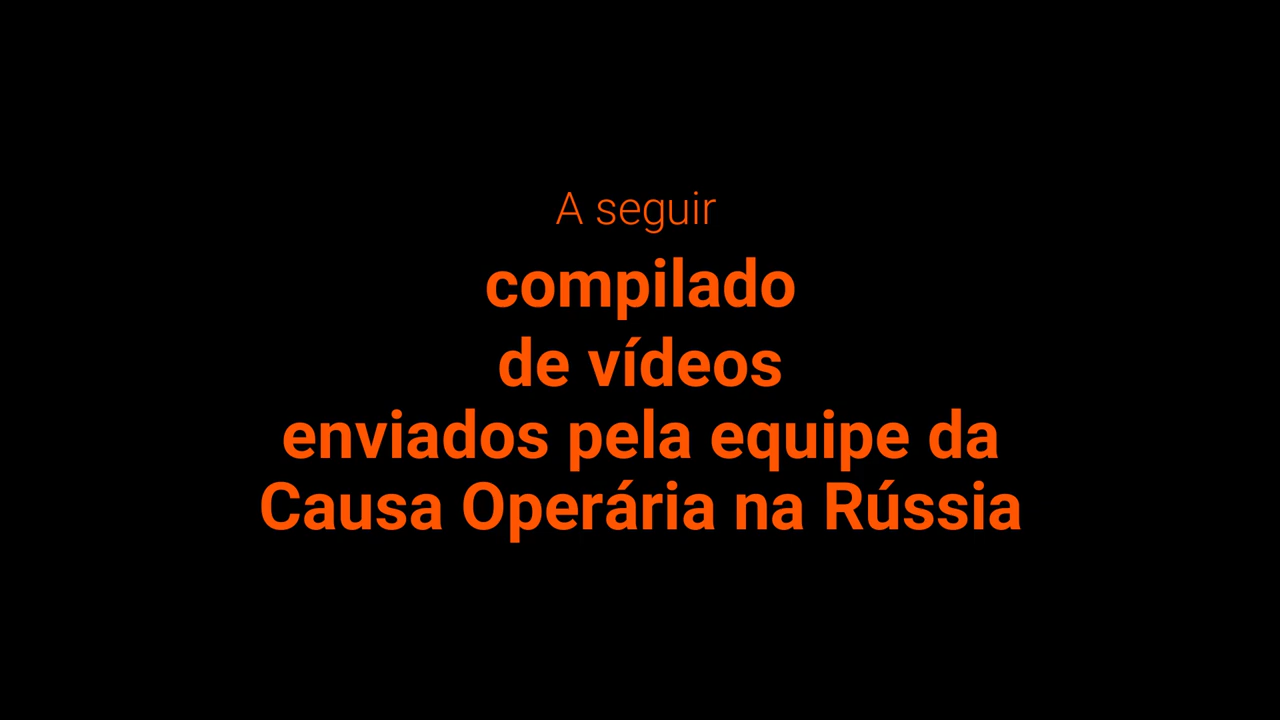 A seguir
compilado
de vídeos
enviados pela equipe da
Causa Operária na Rússia